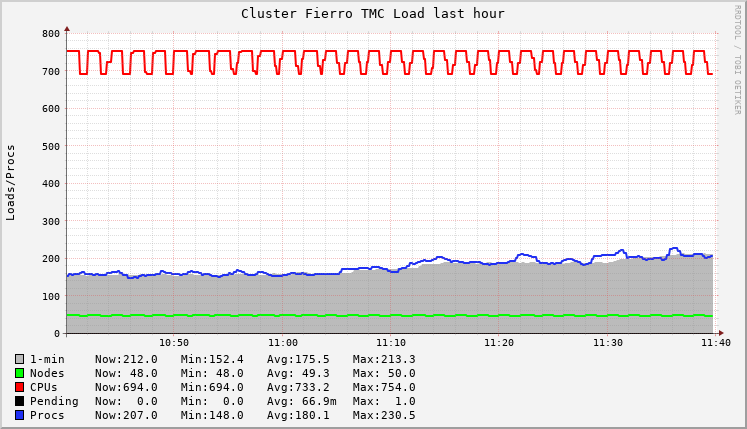 Cluster Fierro TMC Load last hour
RRDTOOL / TOBI OETIKER
Loads/Procs
800
700
600
500
400
300
200
100
0
10:50 11:00 11:10 11:20 11:30 11:40
1-min Now:212.0 Min:152.4 Avg:175.5 Max:213.3
Nodes Now: 48.0 Min: 48.0 Avg: 49.3 Max: 50.0
CPUs Now:694.0 Min:694.0 Avg:733.2 Max:754.0
Pending Now: 0.0 Min: 0.0 Avg: 66.9m Max: 1.0
Procs Now:207.0 Min:148.0 Avg:180.1 Max:230.5